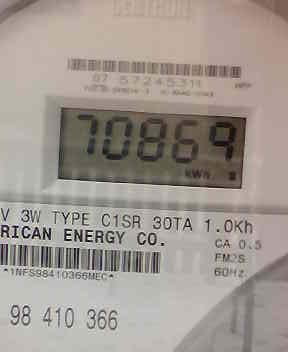 CENTRON
07 57245311
70869
kWh
V 3W TYPE C1SR 30TA 1.0Kh
RICAN ENERGY CO.
CA 0.5
FM2S
*1NFS98410366MEC*
60Hz
98 410 366